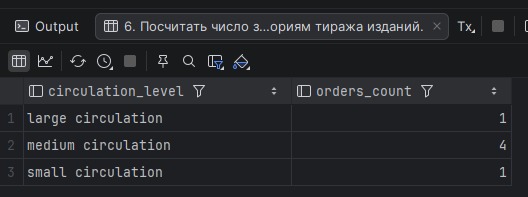 Output
6. Посчитать число з...ориям тиража изданий.
Tx
circulation_level
orders_count
1 large circulation 1
2 medium circulation 4
3 small circulation 1